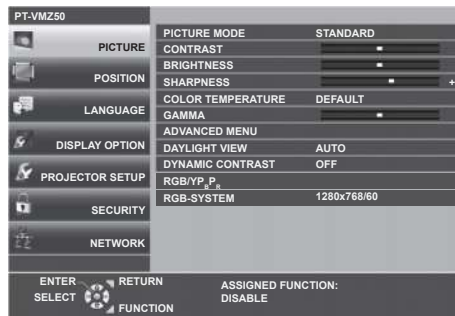 PT-VMZ50
PICTURE
POSITION
LANGUAGE
DISPLAY OPTION
PROJECTOR SETUP
SECURITY
NETWORK
PICTURE MODE STANDARD
CONTRAST
BRIGHTNESS
SHARPNESS +
COLOR TEMPERATURE DEFAULT
GAMMA
ADVANCED MENU
DAYLIGHT VIEW AUTO
DYNAMIC CONTRAST OFF
RGB/YPBPR
RGB-SYSTEM 1280x768/60
ENTER RETURN
SELECT
FUNCTION
ASSIGNED FUNCTION:
DISABLE